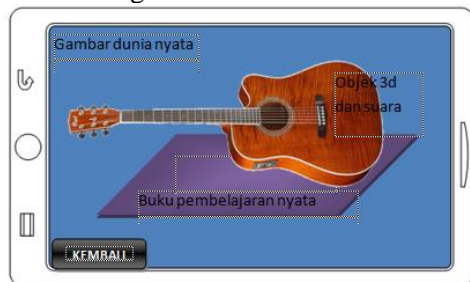 Gambar dunia nyata
Objek 3d
dan suara
Buku pembelajaran nyata
KEMBALI